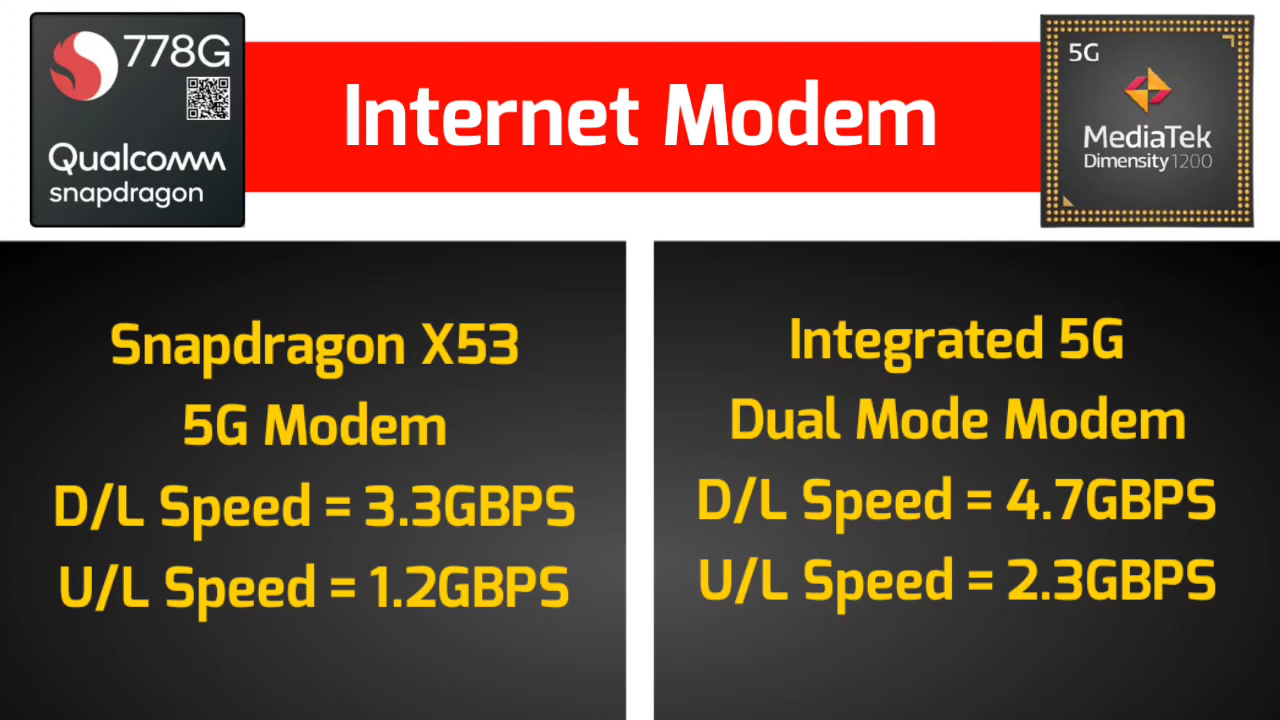 778G
Qualcomm
snapdragon
Internet Modem
5G
MediaTek
Dimensity 1200
Snapdragon X53
5G Modem
D/L Speed = 3.3GBPS
U/L Speed = 1.2GBPS
Integrated 5G
Dual Mode Modem
D/L Speed = 4.7GBPS
U/L Speed = 2.3GBPS